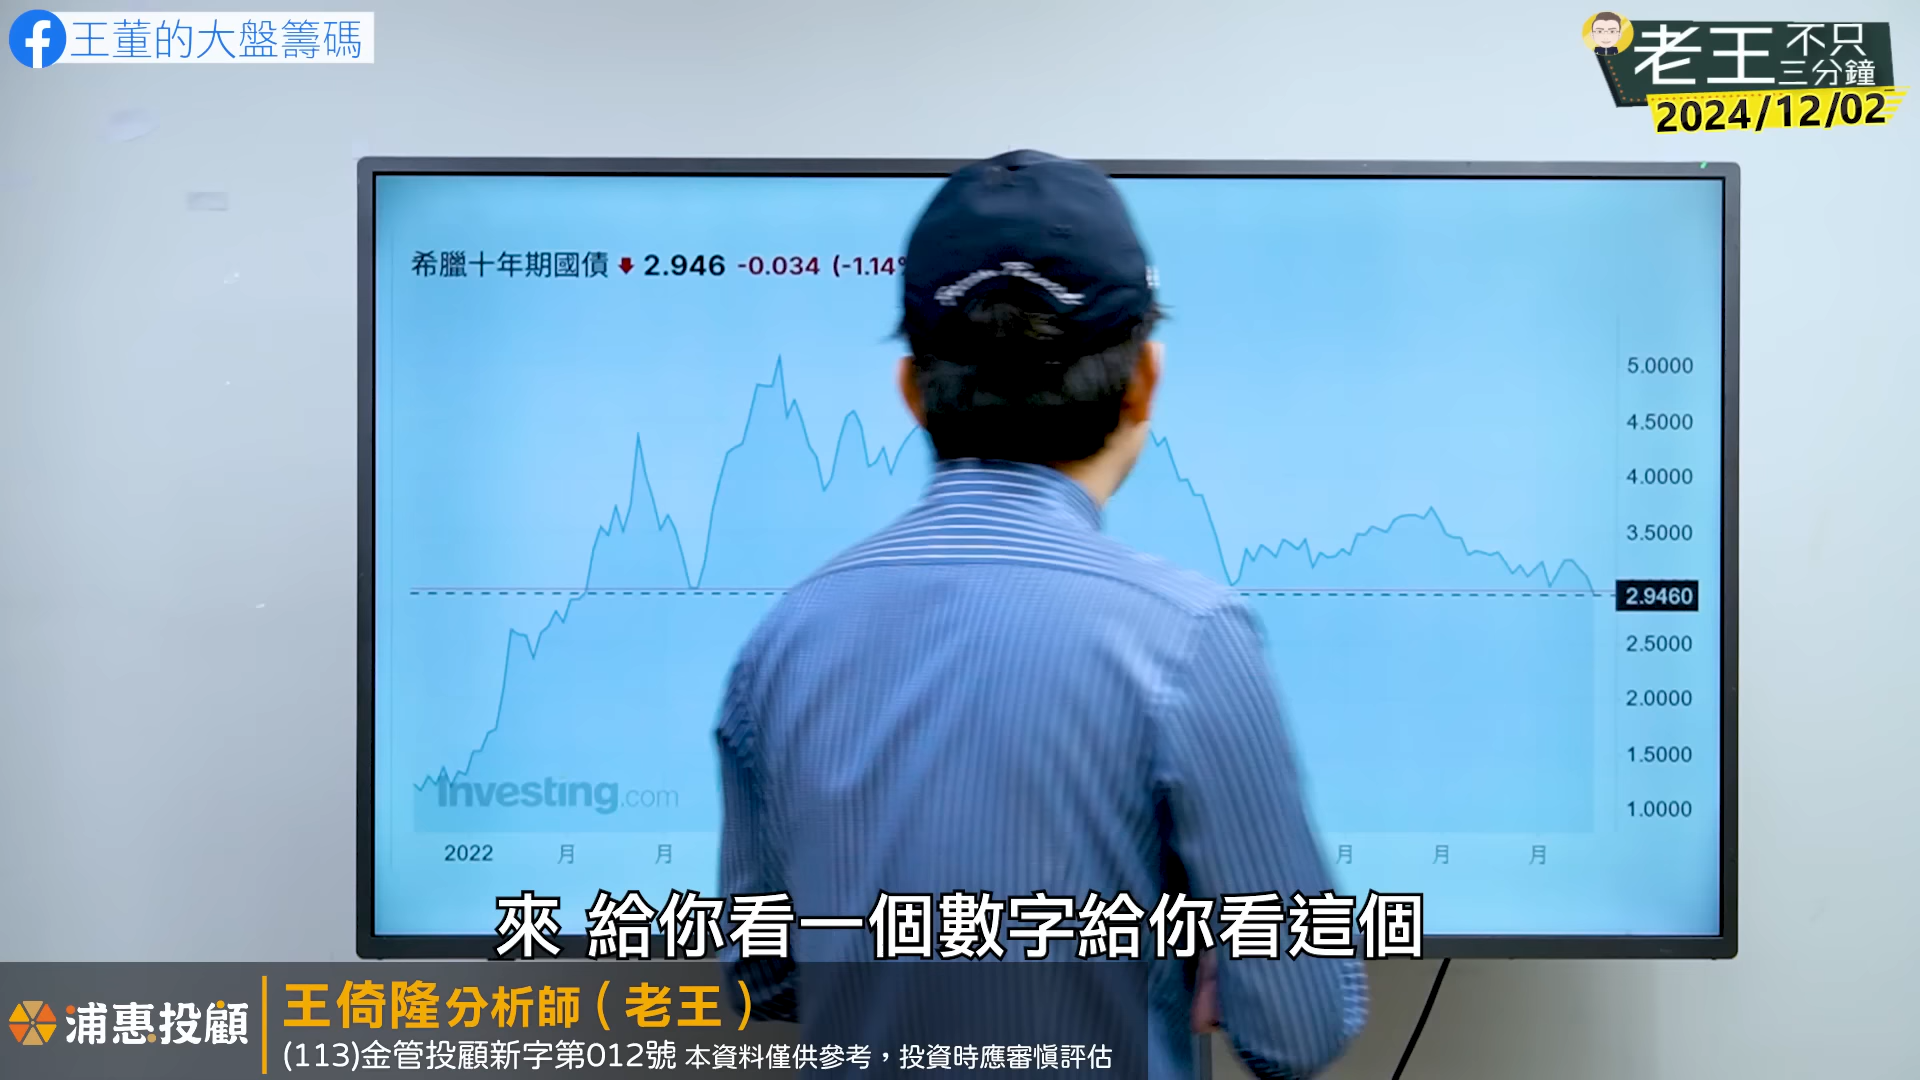 王董的大盤籌碼
老王不只三分鐘
2024/12/02
希臘十年期國債 2.946 -0.034 (-1.14%
5.0000
4.5000
4.0000
3.5000
2.9460
2.5000
2.0000
1.5000
1.0000
Investing.com
2022 月 月 月 月 月
來 給你看一個數字給你看這個
浦惠投顧
王倚隆分析師(老王)
(113)金管投顧新字第012號 本資料僅供參考，投資時應審慎評估